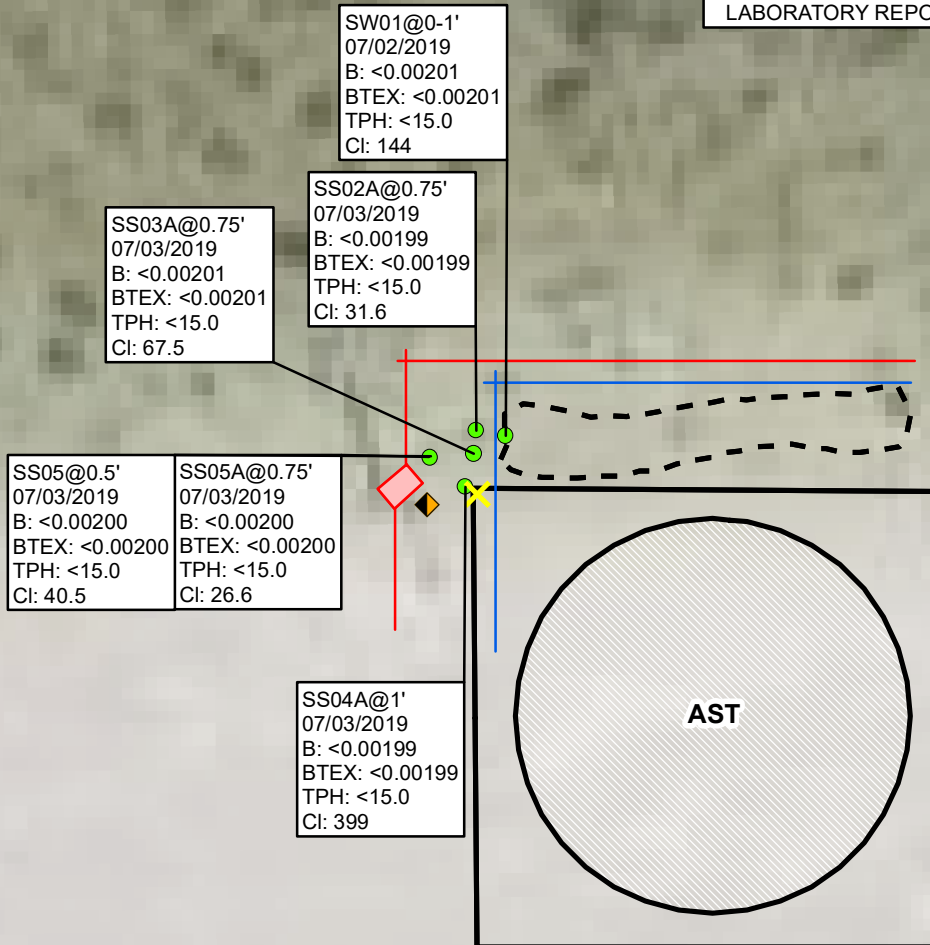 LABORATORY REPO
SW01@0-1'
07/02/2019
B: <0.00201
BTEX: <0.00201
TPH: <15.0
Cl: 144
SS02A@0.75'
07/03/2019
B: <0.00199
BTEX: <0.00199
TPH: <15.0
Cl: 31.6
SS03A@0.75'
07/03/2019
B: <0.00201
BTEX: <0.00201
TPH: <15.0
Cl: 67.5
SS05@0.5'
07/03/2019
B: <0.00200
BTEX: <0.00200
TPH: <15.0
Cl: 40.5
SS05A@0.75'
07/03/2019
B: <0.00200
BTEX: <0.00200
TPH: <15.0
Cl: 26.6
SS04A@1'
07/03/2019
B: <0.00199
BTEX: <0.00199
TPH: <15.0
Cl: 399
AST